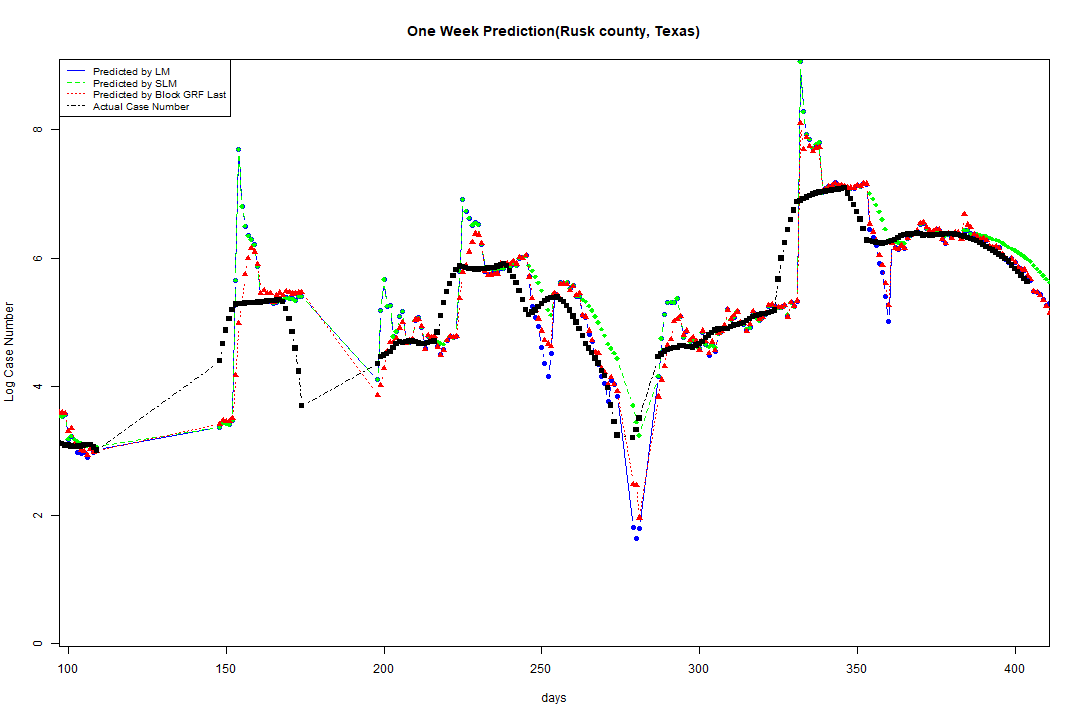 One Week Prediction(Rusk county, Texas)
Predicted by LM
Predicted by SLM
Predicted by Block GRF Last
Actual Case Number
Log Case Number
8
6
4
2
0
100 150 200 250 300 350 400
days